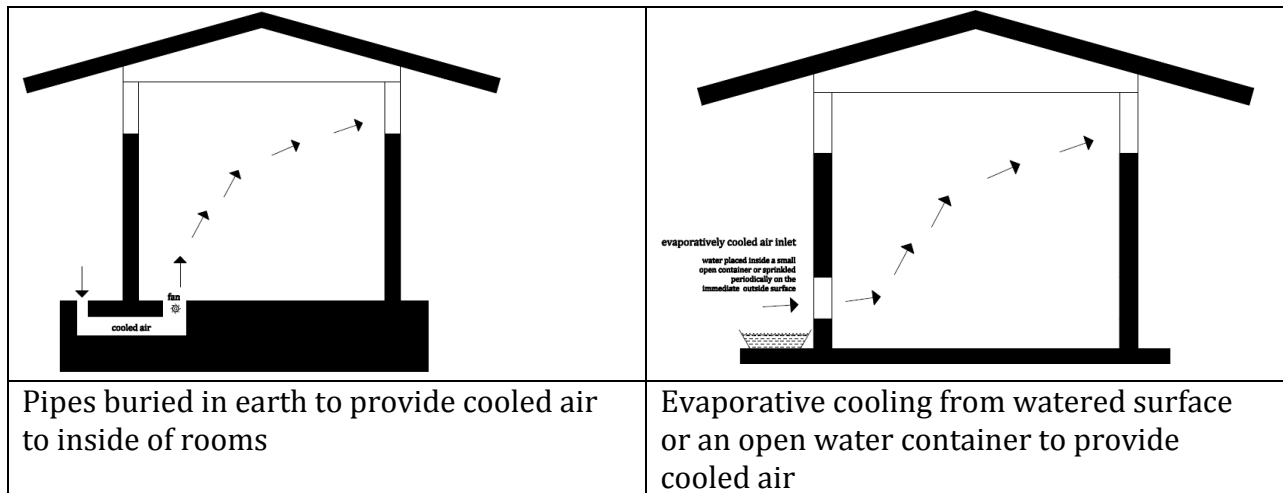 fan
cooled air
evaporatively cooled air inlet
water placed inside a small
open container or sprinkled
periodically on the
immediate outside surface
Pipes buried in earth to provide cooled air
to inside of rooms
Evaporative cooling from watered surface
or an open water container to provide
cooled air